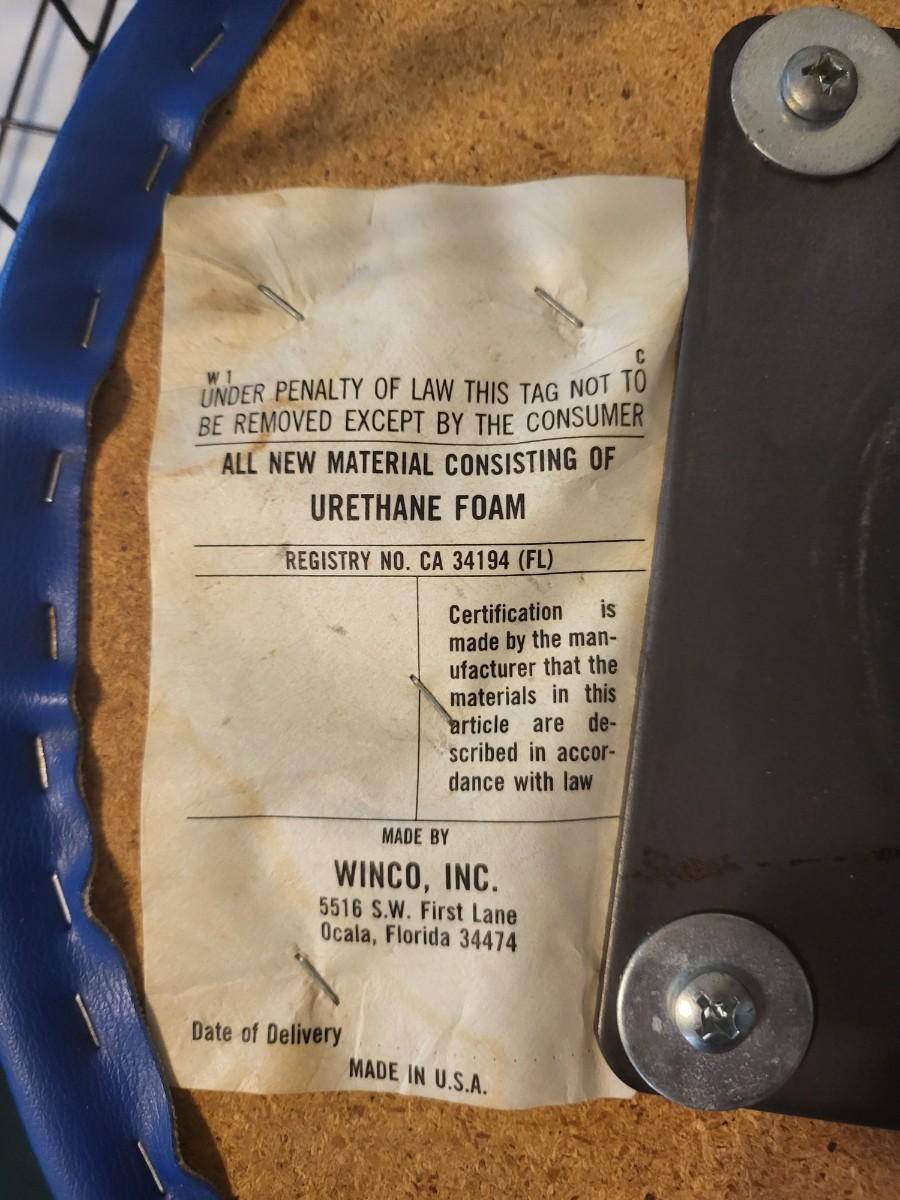 W 1
C
UNDER PENALTY OF LAW THIS TAG NOT TO
BE REMOVED EXCEPT BY THE CONSUMER
ALL NEW MATERIAL CONSISTING OF
URETHANE FOAM
REGISTRY NO. CA 34194 (FL)
Certification is
made by the man-
ufacturer that the
materials in this
article are de-
scribed in accor-
dance with law
MADE BY
WINCO, INC.
5516 S.W. First Lane
Ocala, Florida 34474
Date of Delivery
MADE IN U.S.A.